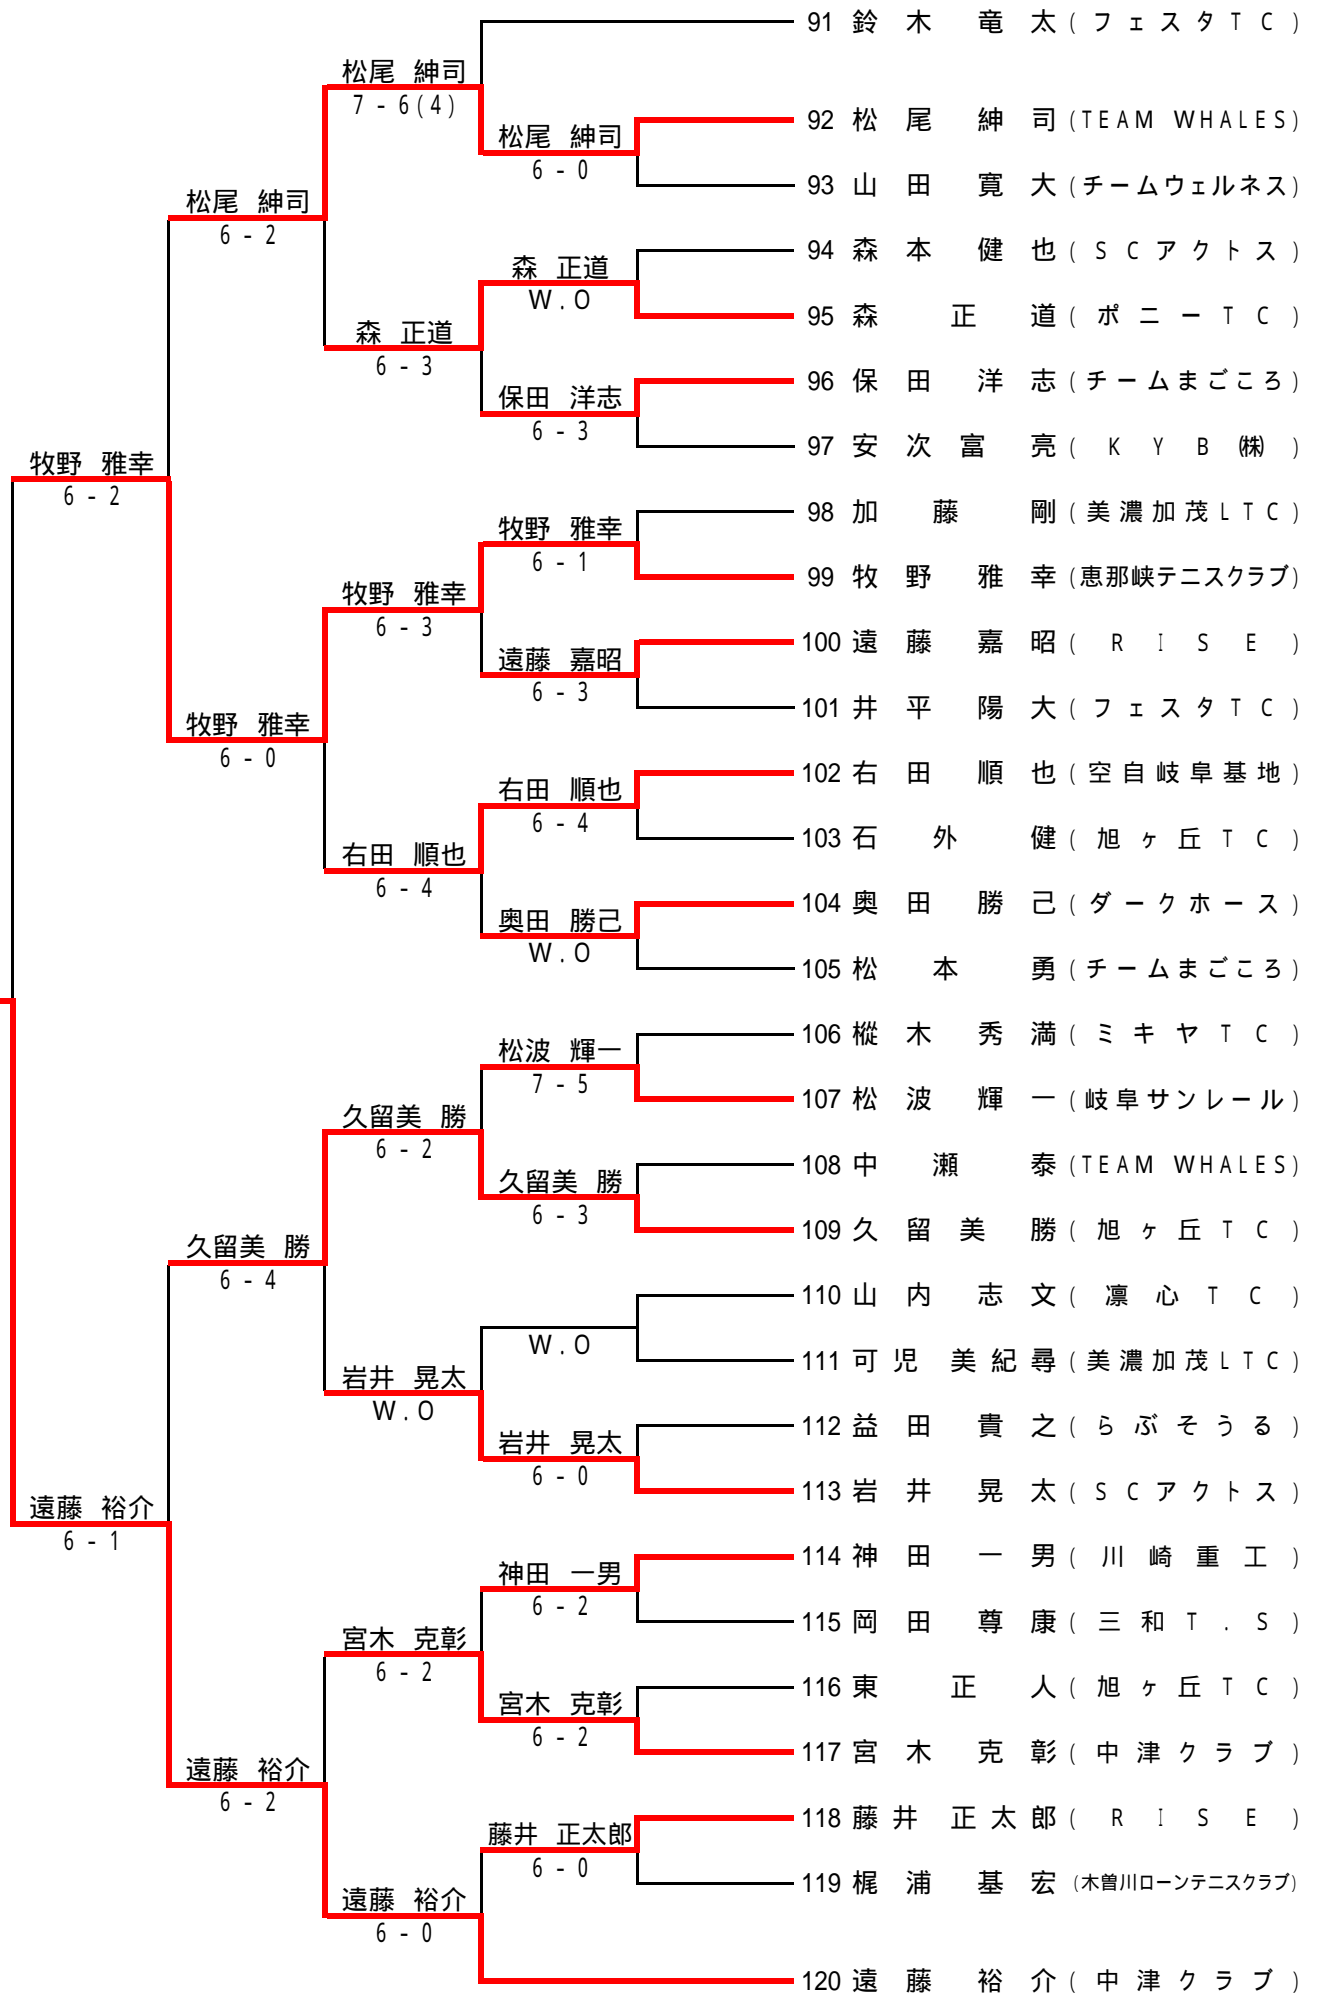 91 鈴木 竜太 (フェスタTC)
松尾 紳司
7-6(4)
92 松尾 紳司 (TEAM WHALES)
松尾 紳司
6-0
93 山田 寛大 (チームウェルネス)
松尾 紳司
6-2
94 森本 健也 (SCアクトス)
森 正道
W.O
95 森 正道 (ポニーTC)
森 正道
6-3
96 保田 洋志 (チームまごころ)
保田 洋志
6-3
97 安次富 亮 (KYB㈱)
牧野 雅幸
6-2
98 加藤 剛 (美濃加茂LTC)
牧野 雅幸
6-1
99 牧野 雅幸 (恵那峡テニスクラブ)
牧野 雅幸
6-3
100 遠藤 嘉昭 (RISE)
遠藤 嘉昭
6-3
101 井平 陽大 (フェスタTC)
牧野 雅幸
6-0
102 右田 順也 (空自岐阜基地)
右田 順也
6-4
103 石外 健 (旭ヶ丘TC)
右田 順也
6-4
104 奥田 勝己 (ダークホース)
奥田 勝己
W.O
105 松本 勇 (チームまごころ)
106 樅木 秀満 (ミキヤTC)
松波 輝一
7-5
107 松波 輝一 (岐阜サンレール)
久留美 勝
6-2
108 中瀬 泰 (TEAM WHALES)
久留美 勝
6-3
109 久留美 勝 (旭ヶ丘TC)
久留美 勝
6-4
110 山内 志文 (凛心TC)
W.O
111 可児 美紀尋 (美濃加茂LTC)
岩井 晃太
W.O
112 益田 貴之 (らぶそうる)
岩井 晃太
6-0
113 岩井 晃太 (SCアクトス)
遠藤 裕介
6-1
114 神田 一男 (川崎重工)
神田 一男
6-2
115 岡田 尊康 (三和T.S)
宮木 克彰
6-2
116 東 正人 (旭ヶ丘TC)
宮木 克彰
6-2
117 宮木 克彰 (中津クラブ)
遠藤 裕介
6-2
118 藤井 正太郎 (RISE)
藤井 正太郎
6-0
119 梶浦 基宏 (木曽川ローンテニスクラブ)
遠藤 裕介
6-0
120 遠藤 裕介 (中津クラブ)